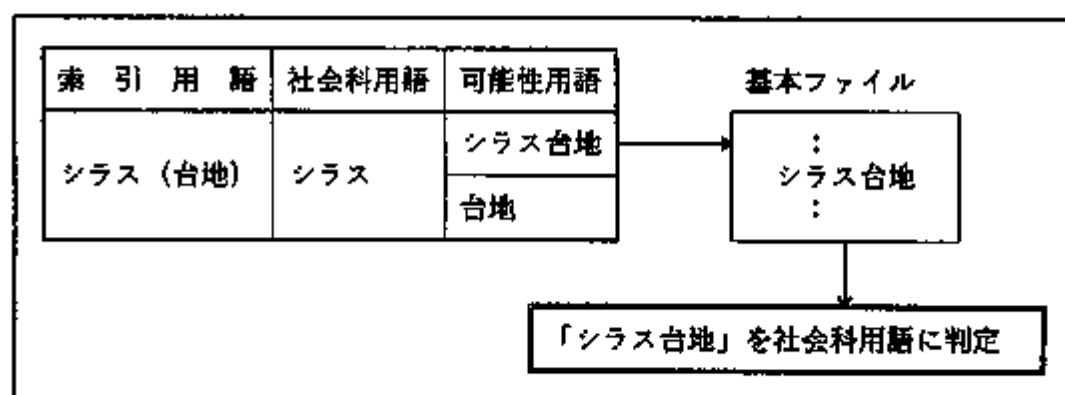 索引用語 社会科用語 可能性用語 基本ファイル
シラス(台地) シラス シラス台地
台地
:
シラス台地
:
「シラス台地」を社会科用語に判定